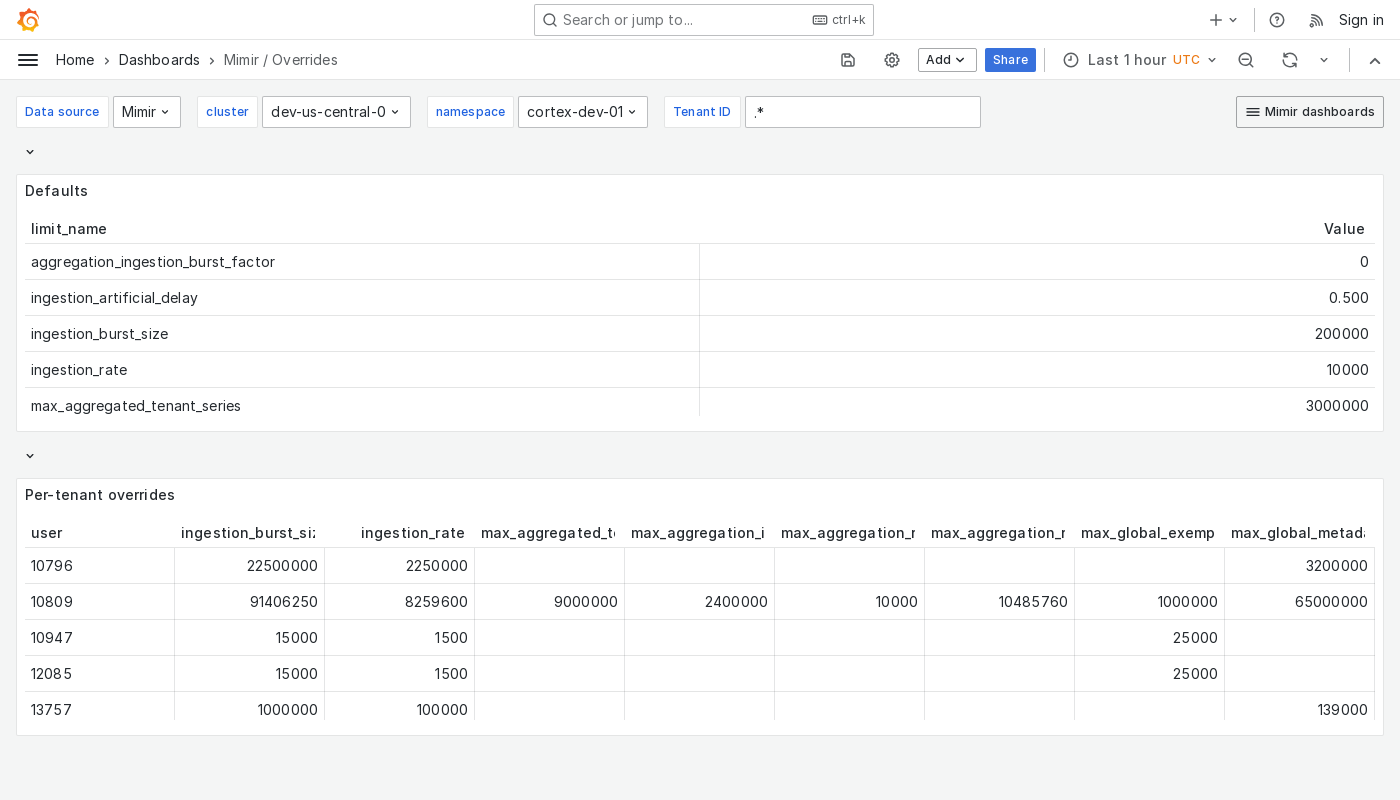 Search or jump to... ctrl+k Sign in
Home › Dashboards › Mimir / Overrides Add Share Last 1 hour UTC
Data source Mimir cluster dev-us-central-0 namespace cortex-dev-01 Tenant ID .* Mimir dashboards
Defaults
limit_name Value
aggregation_ingestion_burst_factor 0
ingestion_artificial_delay 0.500
ingestion_burst_size 200000
ingestion_rate 10000
max_aggregated_tenant_series 3000000
Per-tenant overrides
user ingestion_burst_siz ingestion_rate max_aggregated_t max_aggregation_i max_aggregation_r max_aggregation_r max_global_exemp max_global_metada
10796 22500000 2250000 3200000
10809 91406250 8259600 9000000 2400000 10000 10485760 1000000 65000000
10947 15000 1500 25000
12085 15000 1500 25000
13757 1000000 100000 139000